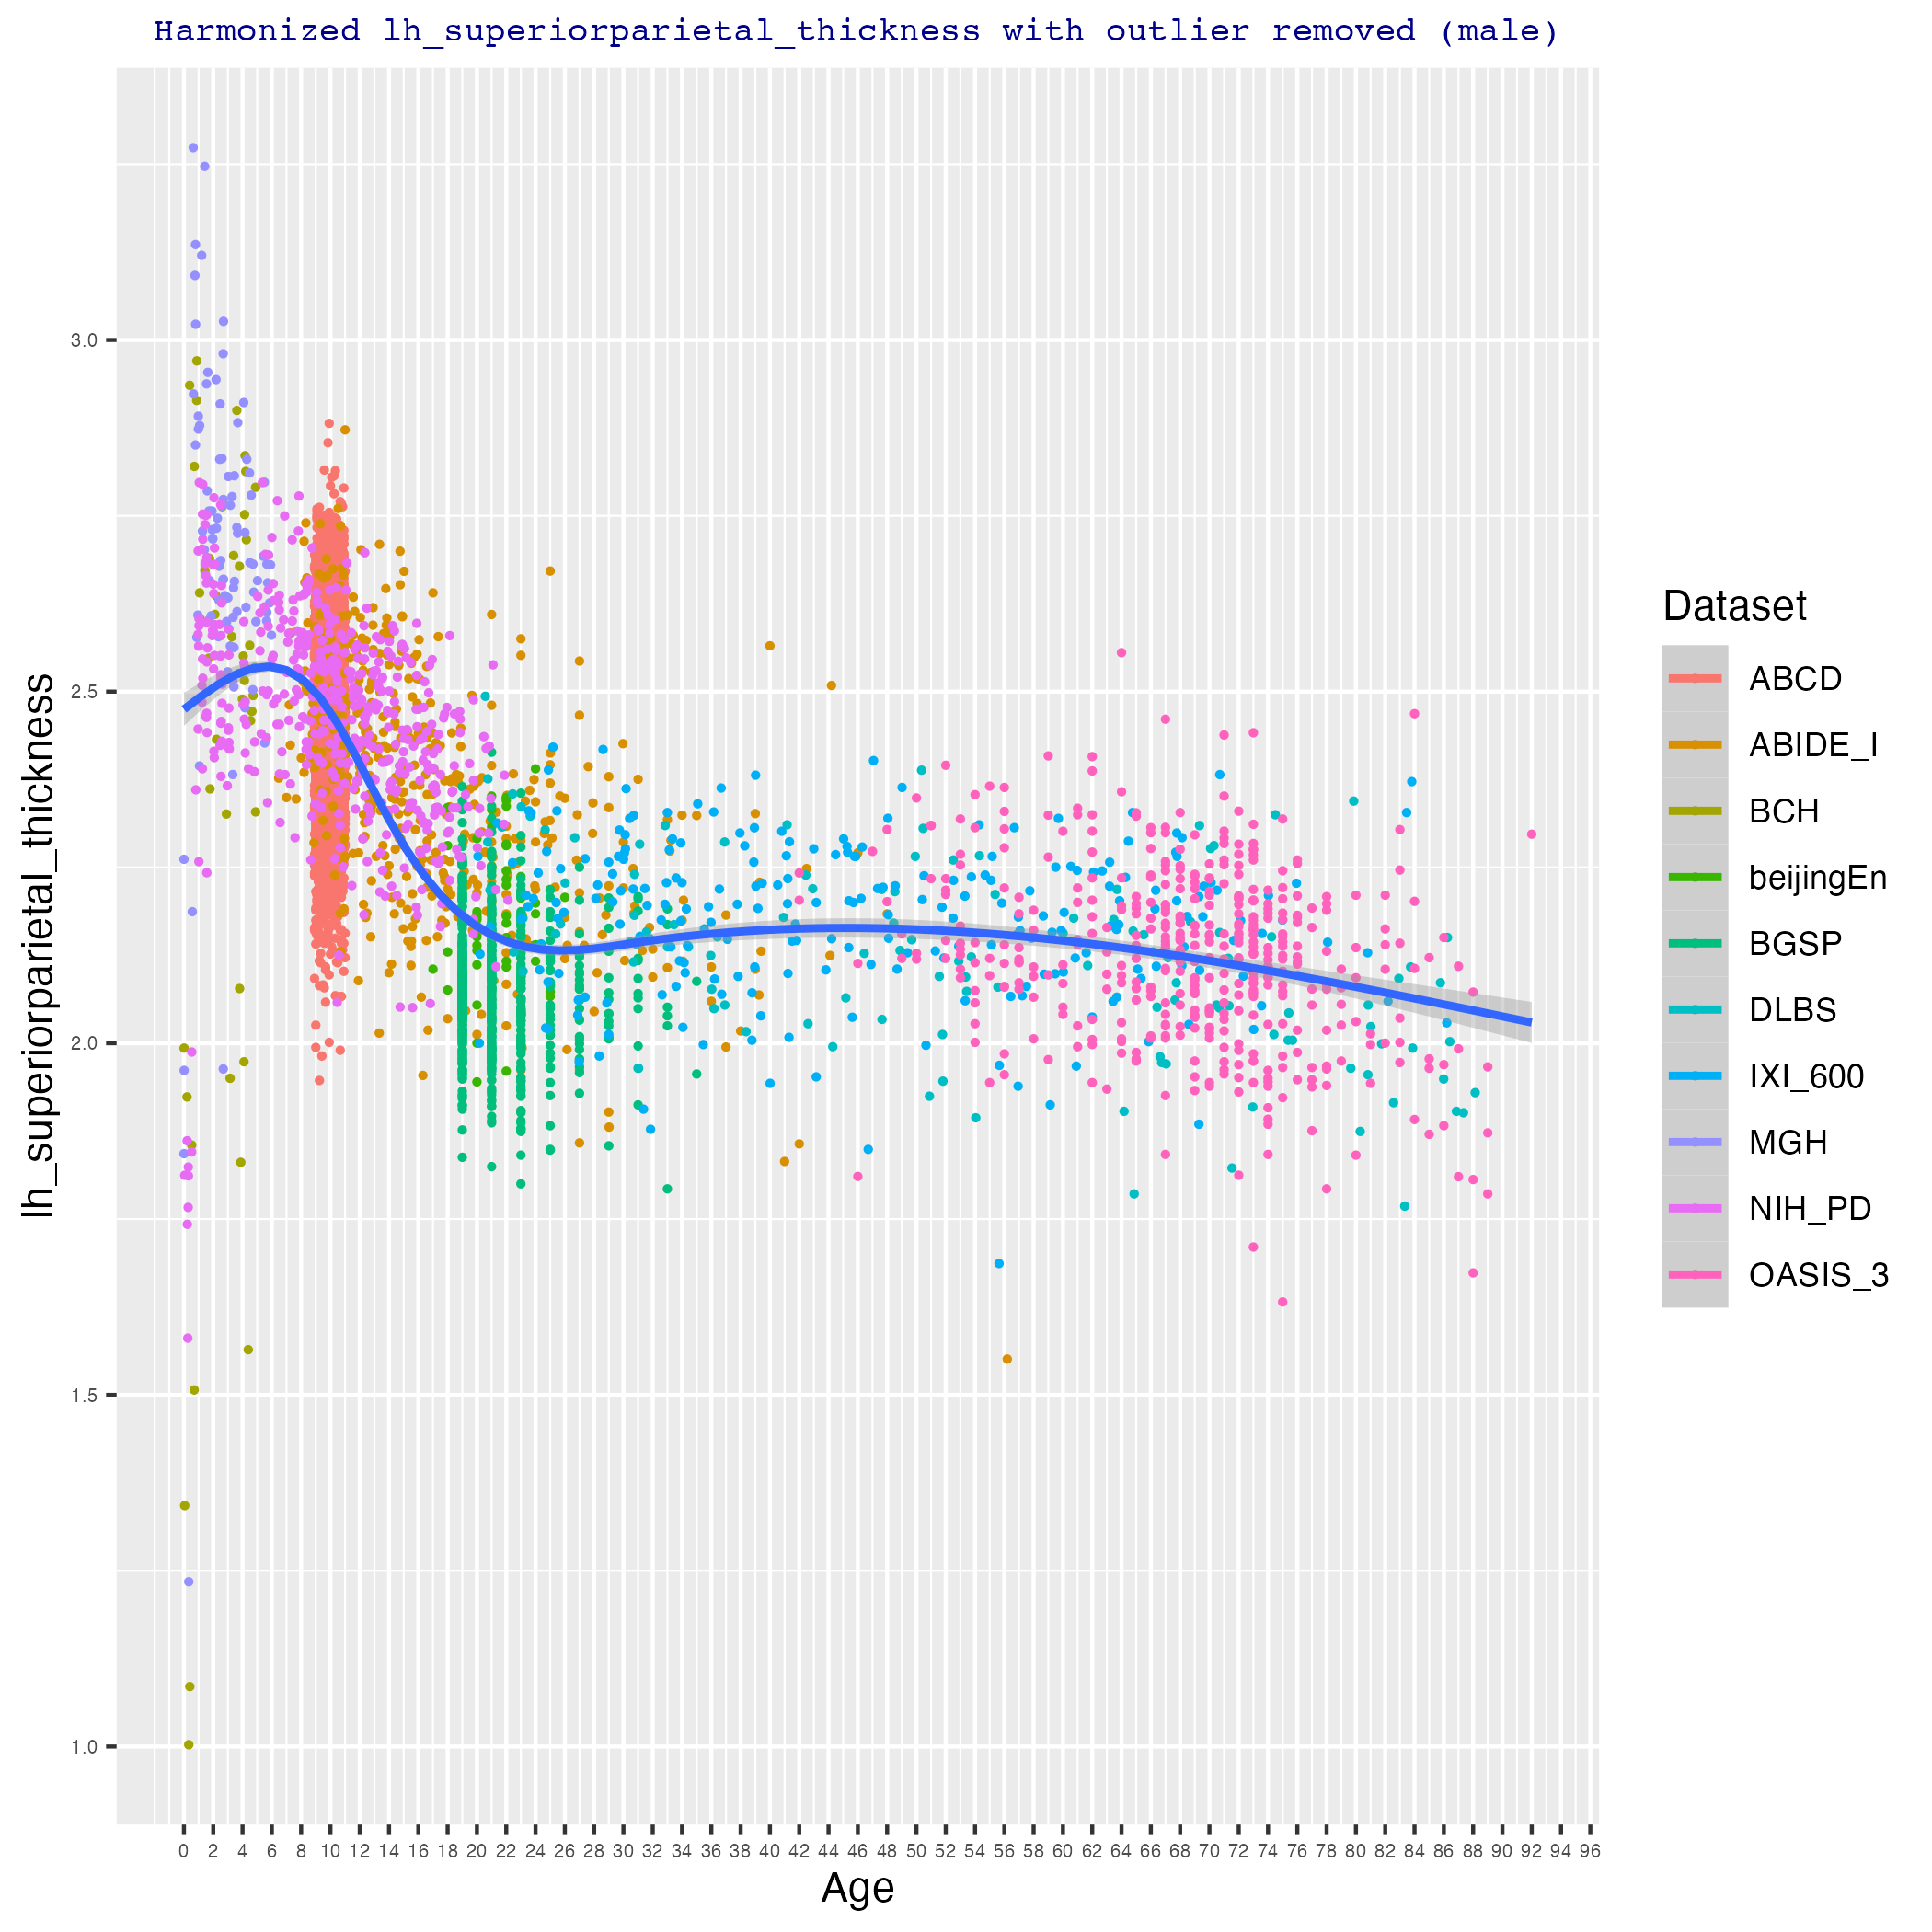 Harmonized lh_superiorparietal_thickness with outlier removed (male)
lh_superiorparietal_thickness
3.0
2.5
2.0
1.5
1.0
0 2 4 6 8 10 12 14 16 18 20 22 24 26 28 30 32 34 36 38 40 42 44 46 48 50 52 54 56 58 60 62 64 66 68 70 72 74 76 78 80 82 84 86 88 90 92 94 96
Age
Dataset
ABCD
ABIDE_I
BCH
beijingEn
BGSP
DLBS
IXI_600
MGH
NIH_PD
OASIS_3